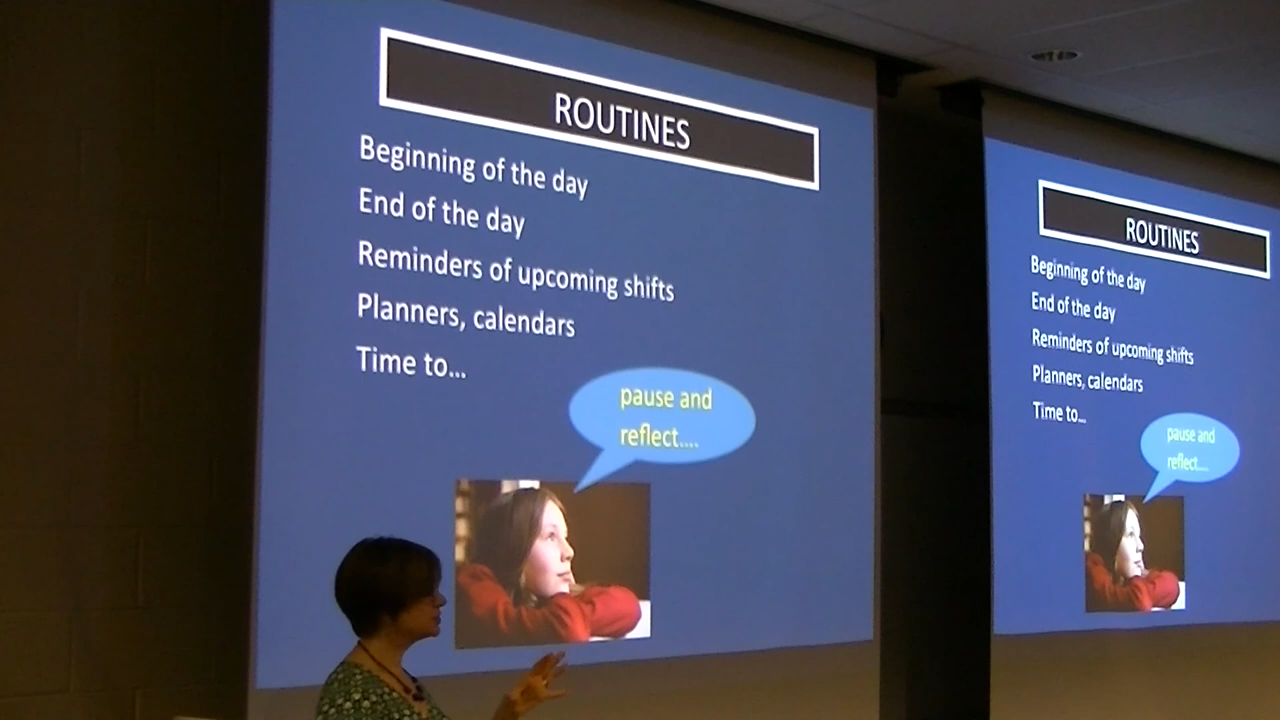 ROUTINES
Beginning of the day
End of the day
Reminders of upcoming shifts
Planners, calendars
Time to...
pause and
reflect....
ROUTINES
Beginning of the day
End of the day
Reminders of upcoming shifts
Planners, calendars
Time to...
pause and
reflect....